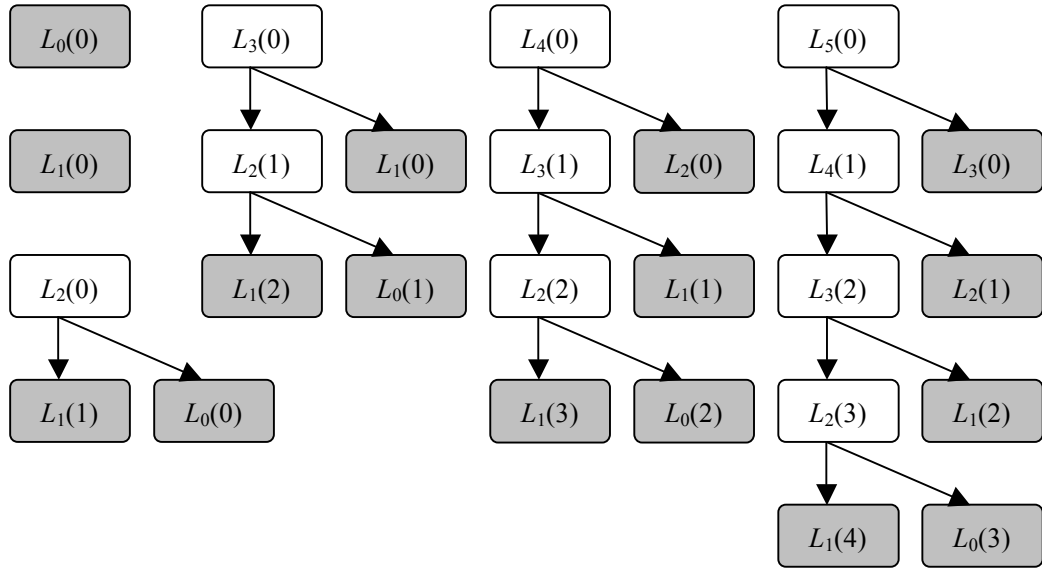 L₀(0) L₃(0) L₄(0) L₅(0)
L₁(0) L₂(1) L₁(0) L₃(1) L₂(0) L₄(1) L₃(0)
L₂(0) L₁(2) L₀(1) L₂(2) L₁(1) L₃(2) L₂(1)
L₁(1) L₀(0) L₁(3) L₀(2) L₂(3) L₁(2)
L₁(4) L₀(3)